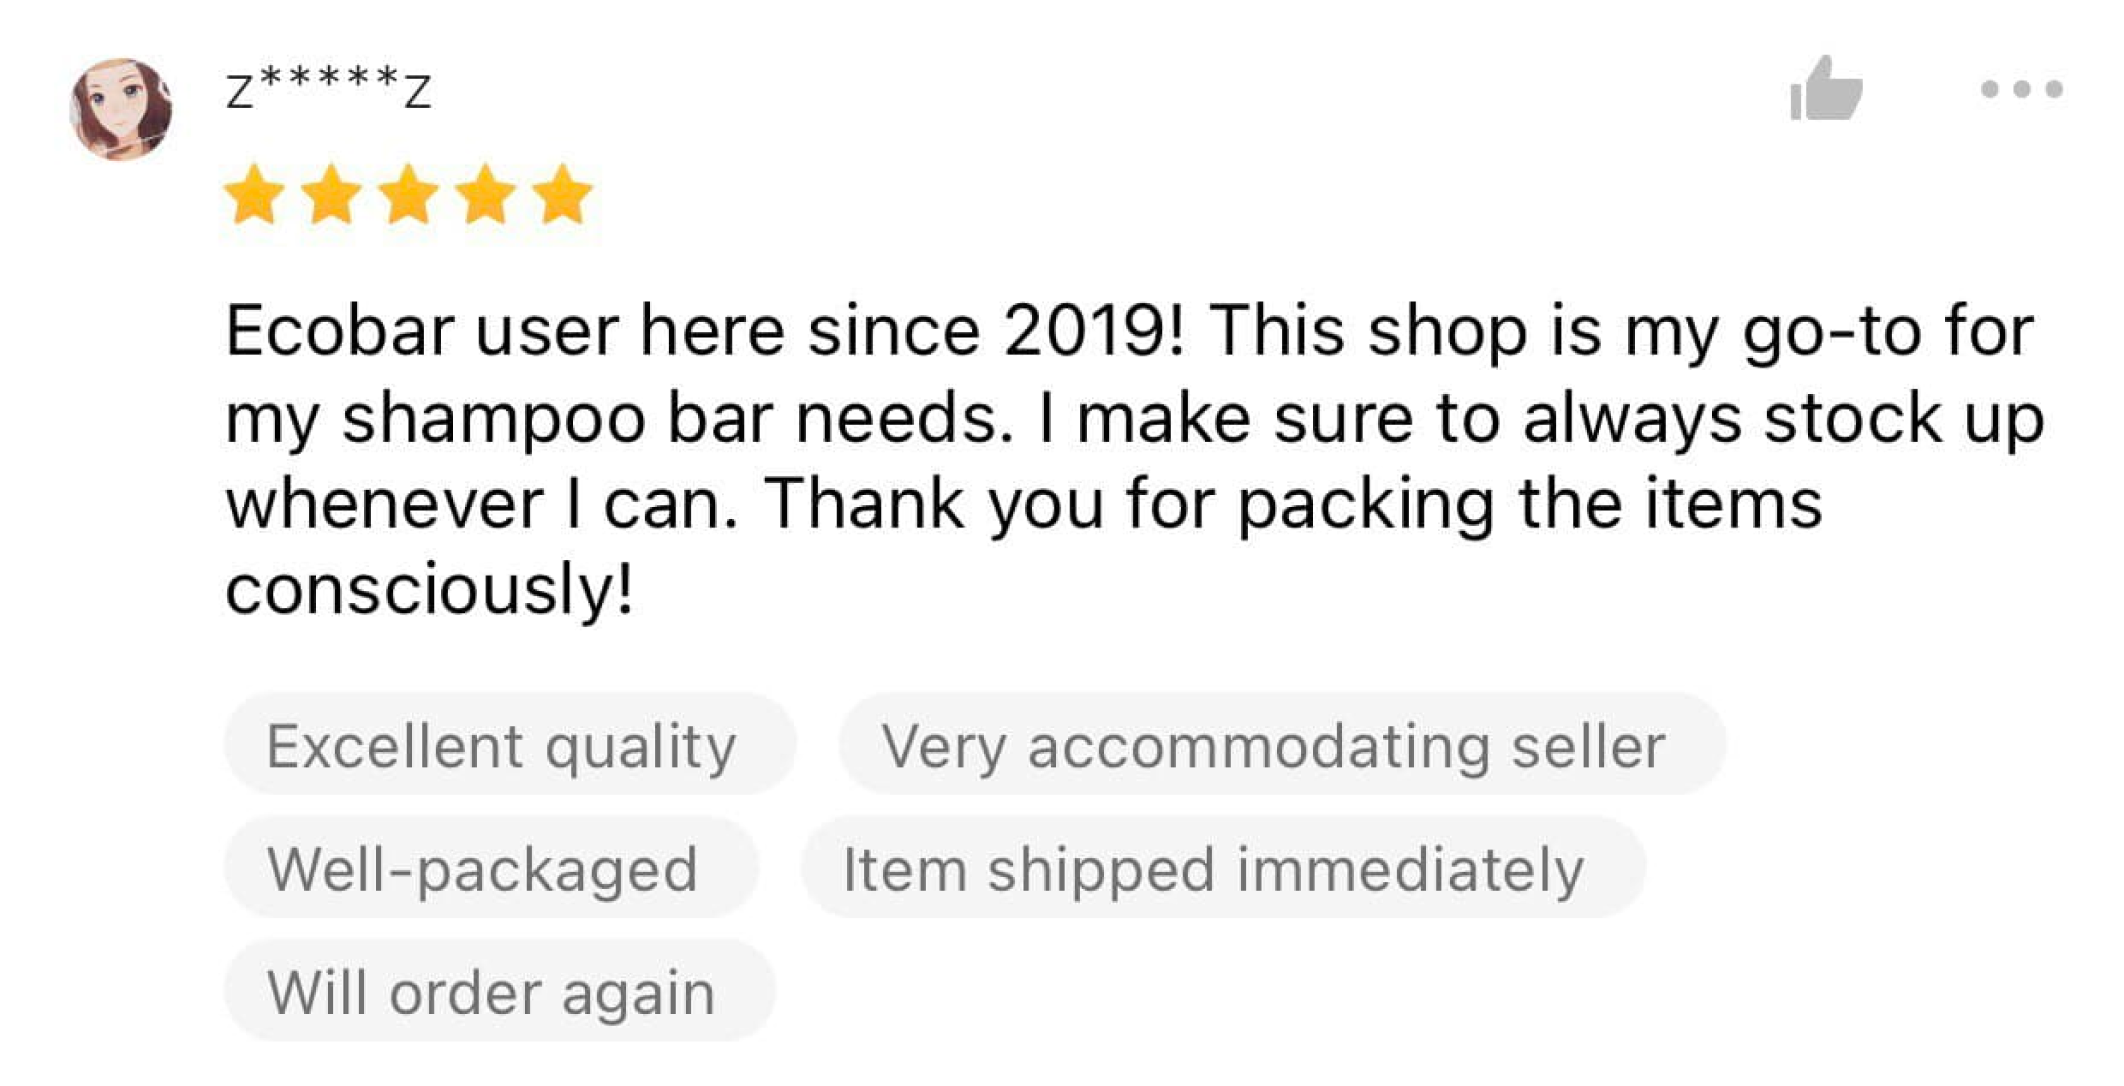 z*****z
Ecobar user here since 2019! This shop is my go-to for
my shampoo bar needs. I make sure to always stock up
whenever I can. Thank you for packing the items
consciously!
Excellent quality
Very accommodating seller
Well-packaged
Item shipped immediately
Will order again